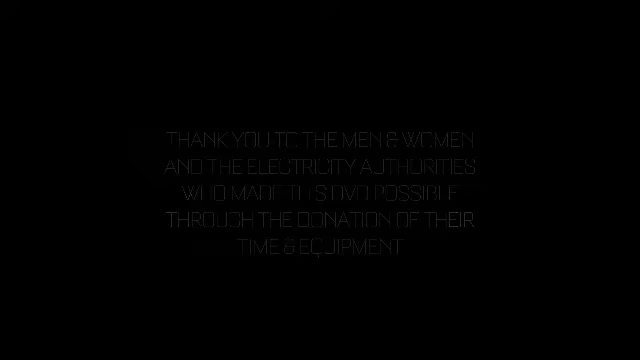 THANK YOU TO THE MEN & WOMEN
AND THE ELECTRICITY AUTHORITIES
WHO MADE THIS DVD POSSIBLE
THROUGH THE DONATION OF THEIR
TIME & EQUIPMENT